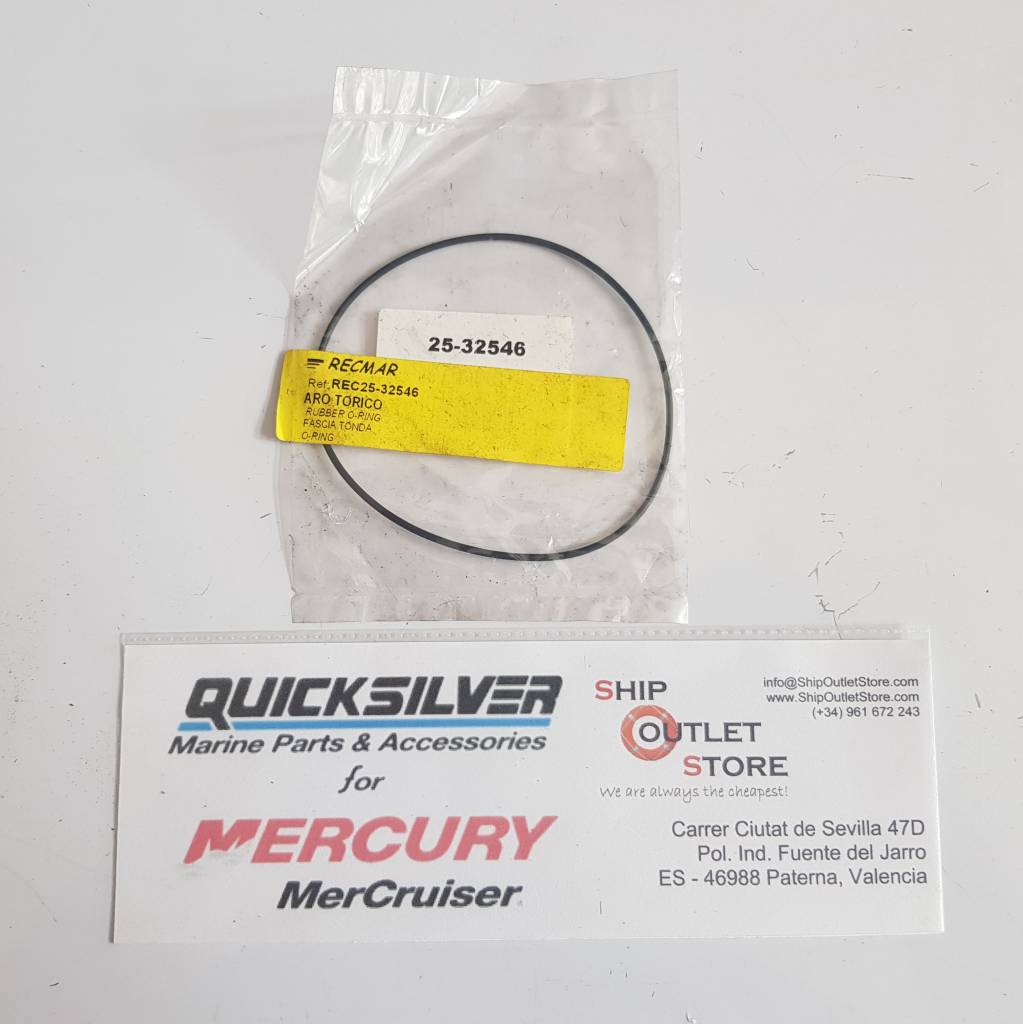 25-32546
RECMAR
Ref. REC25-32546
ARO TORICO
RUBBER O-RING
FASCIA TONDA
O-RING
QUICKSILVER
Marine Parts & Accessories
for
MERCURY
MerCruiser
SHIP
OUTLET
STORE
We are always the cheapest!
info@ShipOutletStore.com
www.ShipOutletStore.com
(+34) 961 672 243
Carrer Ciutat de Sevilla 47D
Pol. Ind. Fuente del Jarro
ES - 46988 Paterna, Valencia